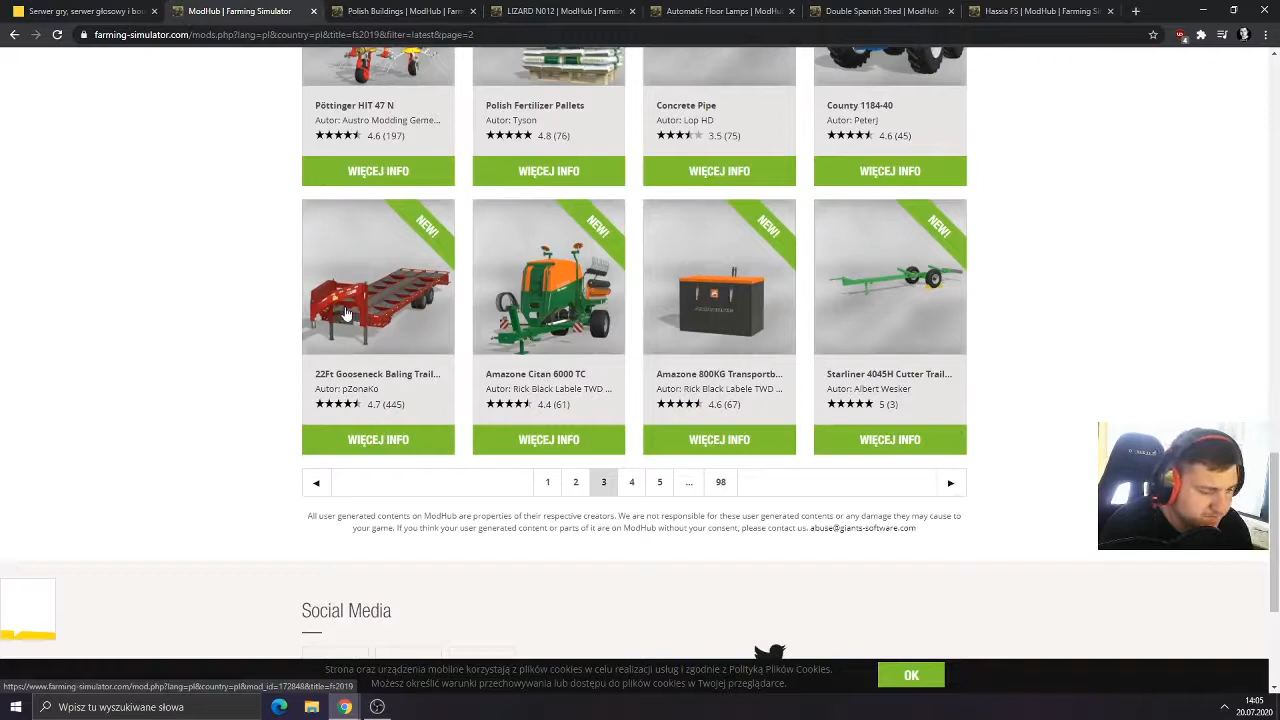 Serwer gry, serwer głosowy i bo
ModHub | Farming Simulator
Polish Buildings | ModHub | Farm
LIZARD N012 | ModHub | Farmin
Automatic Floor Lamps | ModHu
Double Spanish Shed | ModHub
Hassia FS | ModHub | Farming Si
farming-simulator.com/mods.php?lang=pl&country=pl&title=fs2019&filter=latest&page=2
Pöttinger HIT 47 N
Autor: Austro Modding Geme...
4.6 (197)
WIĘCEJ INFO
Polish Fertilizer Pallets
Autor: Tyson
4.8 (76)
WIĘCEJ INFO
Concrete Pipe
Autor: Lop HD
3.5 (75)
WIĘCEJ INFO
County 1184-40
Autor: PeterJ
4.6 (45)
WIĘCEJ INFO
NEW!
22Ft Gooseneck Baling Trail...
Autor: pZonaKo
4.7 (445)
WIĘCEJ INFO
NEW!
Amazone Citan 6000 TC
Autor: Rick Black Labele TWD ...
4.4 (61)
WIĘCEJ INFO
NEW!
Amazone 800KG Transportb...
Autor: Rick Black Labele TWD ...
4.6 (67)
WIĘCEJ INFO
NEW!
Starliner 4045H Cutter Trail...
Autor: Albert Wesker
5 (3)
WIĘCEJ INFO
1 2 3 4 5 ... 98
All user generated contents on ModHub are properties of their respective creators. We are not responsible for these user generated contents or any damage they may cause to
your game. If you think your user generated content or parts of it are on ModHub without your consent, please contact us. abuse@giants-software.com
Social Media
Strona oraz urządzenia mobilne korzystają z plików cookies w celu realizacji usług i zgodnie z Polityką Plików Cookies.
Możesz określić warunki przechowywania lub dostępu do plików cookies w Twojej przeglądarce.
OK
https://www.farming-simulator.com/mod.php?lang=pl&country=pl&mod_id=172848&title=fs2019
Wpisz tu wyszukiwane słowa
14:05
20.07.2020